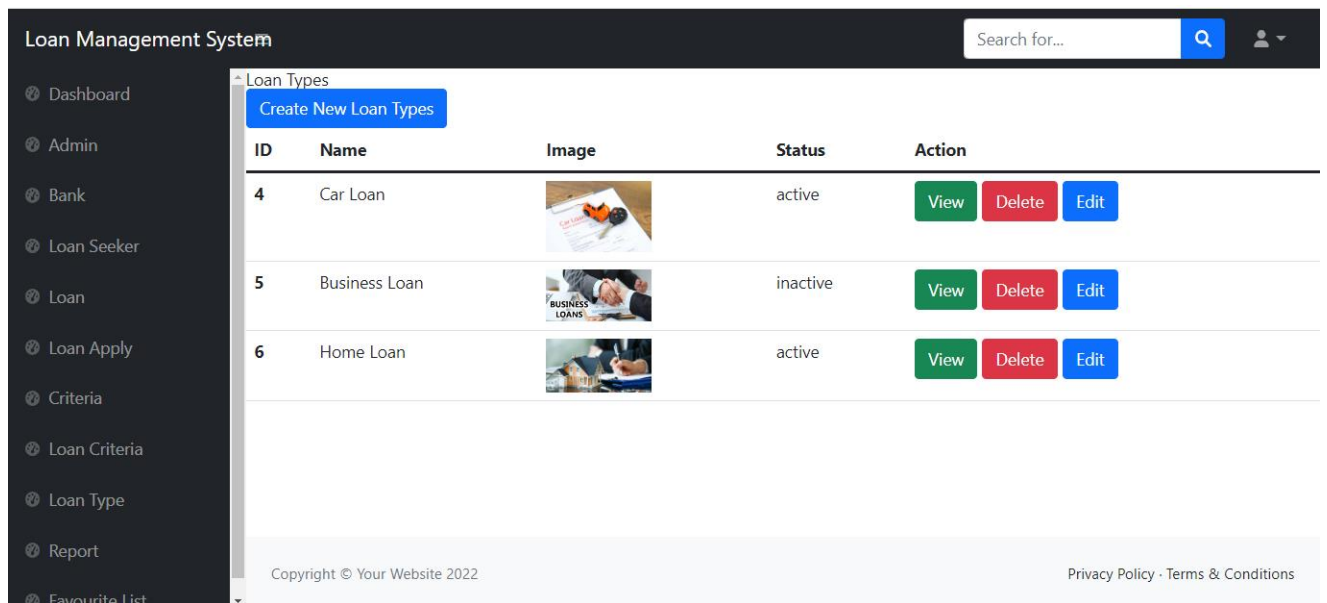 Loan Management System
Search for...
Dashboard
Admin
Bank
Loan Seeker
Loan
Loan Apply
Criteria
Loan Criteria
Loan Type
Report
Favourite List
Loan Types
Create New Loan Types
ID Name Image Status Action
4 Car Loan active View Delete Edit
5 Business Loan inactive View Delete Edit
BUSINESS
LOANS
6 Home Loan active View Delete Edit
Copyright © Your Website 2022
Privacy Policy · Terms & Conditions